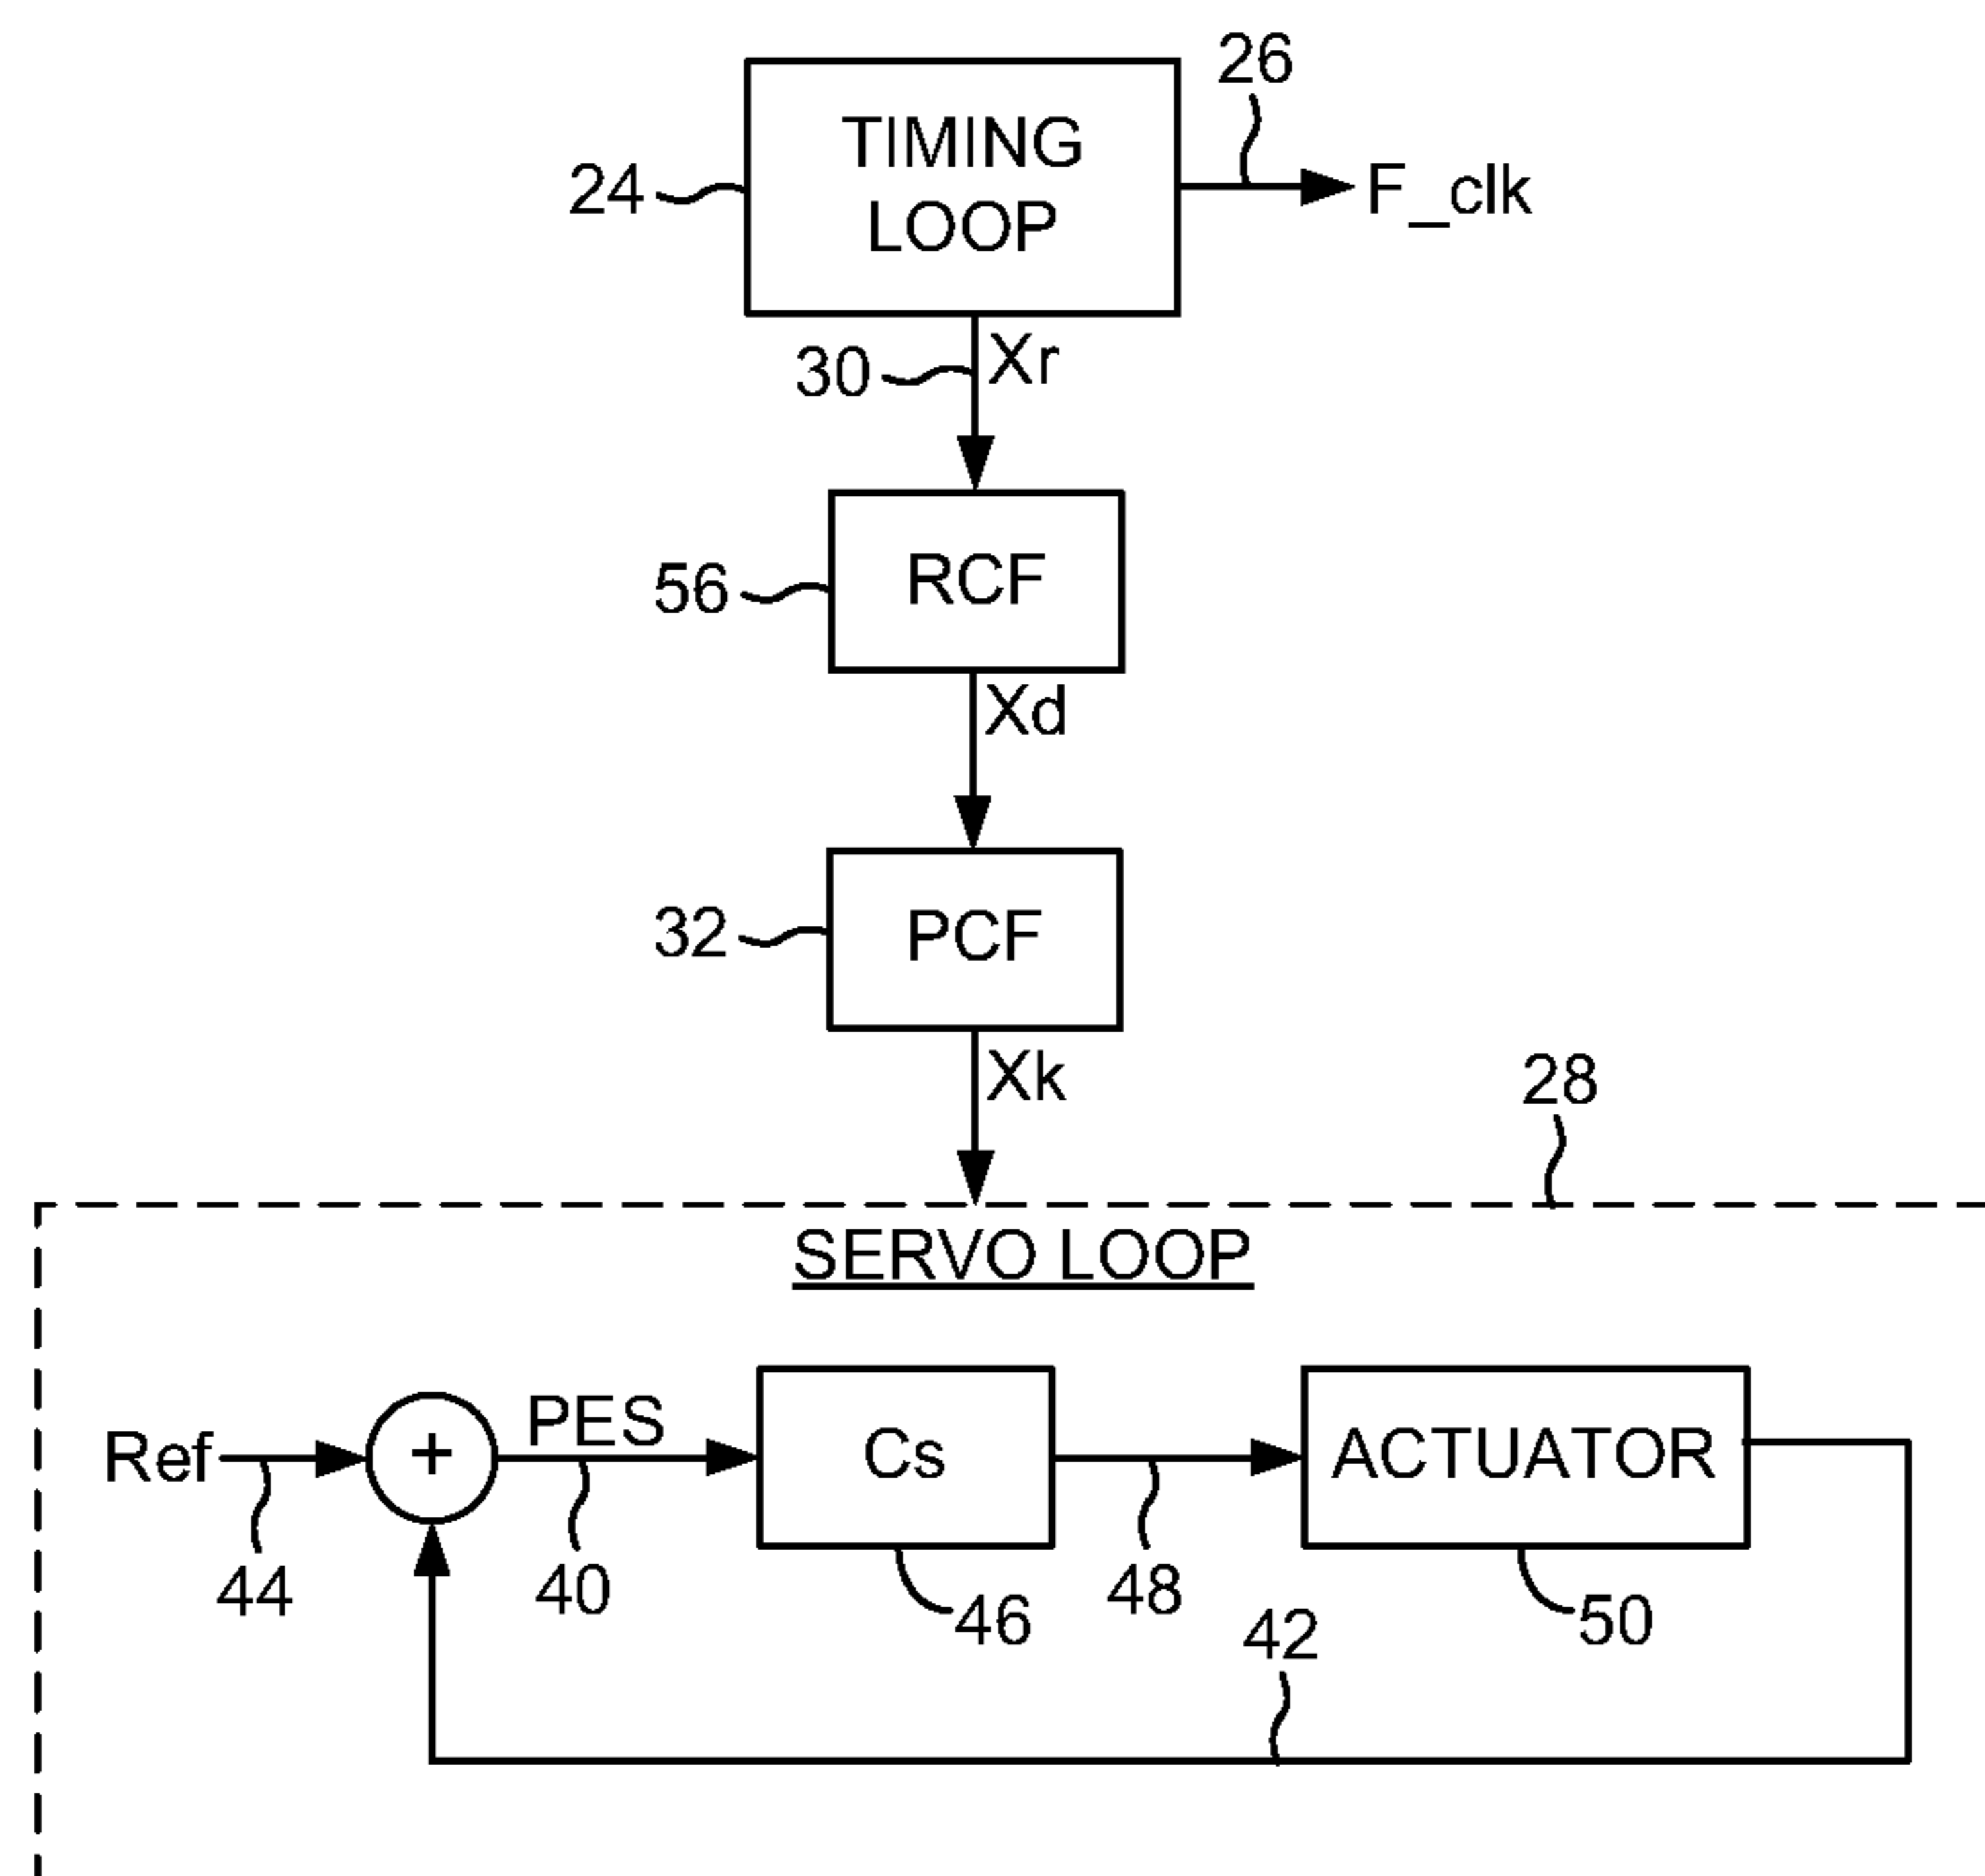 26
TIMING
LOOP
24
F_clk
30
Xr
RCF
56
Xd
PCF
32
Xk
28
SERVO LOOP
Ref
+
PES
Cs
ACTUATOR
44
40
46
48
42
50